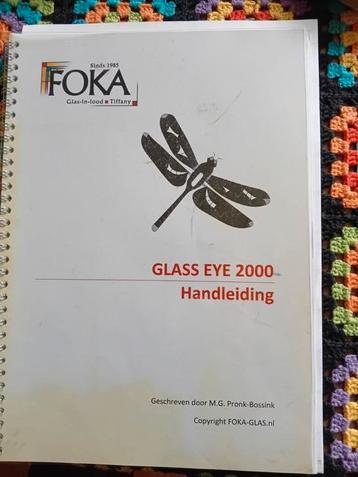 Sinds 1985
FOKA
Glas-in-lood ■ Tiffany
GLASS EYE 2000
Handleiding
Geschreven door M.G. Pronk-Bossink
Copyright FOKA-GLAS.nl